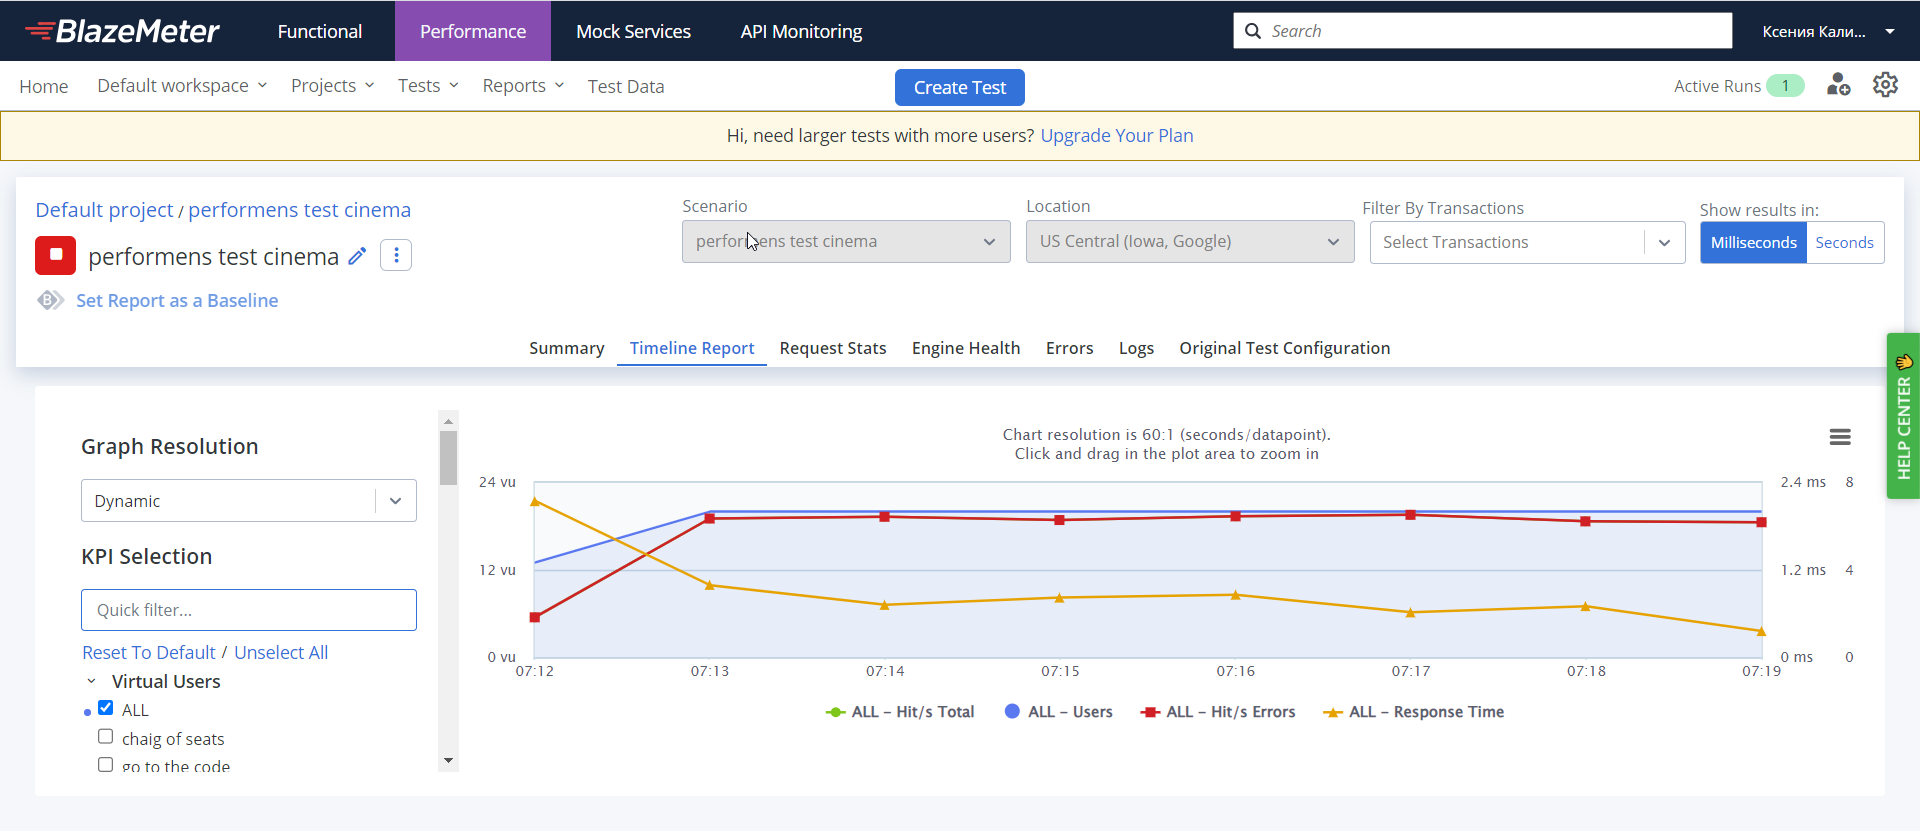 BlazeMeter
Functional
Performance
Mock Services
API Monitoring
Search
Ксения Кали...
Home
Default workspace
Projects
Tests
Reports
Test Data
Create Test
Active Runs
1
Hi, need larger tests with more users? Upgrade Your Plan
Default project / performens test cinema
performens test cinema
Set Report as a Baseline
Scenario
performens test cinema
Location
US Central (Iowa, Google)
Filter By Transactions
Select Transactions
Show results in:
Milliseconds
Seconds
Summary
Timeline Report
Request Stats
Engine Health
Errors
Logs
Original Test Configuration
HELP CENTER
Graph Resolution
Dynamic
KPI Selection
Quick filter...
Reset To Default / Unselect All
Virtual Users
ALL
chaig of seats
go to the code
Chart resolution is 60:1 (seconds/datapoint).
Click and drag in the plot area to zoom in
24 vu
12 vu
0 vu
2.4 ms 8
1.2 ms 4
0 ms 0
07:12 07:13 07:14 07:15 07:16 07:17 07:18 07:19
ALL – Hit/s Total
ALL – Users
ALL – Hit/s Errors
ALL – Response Time